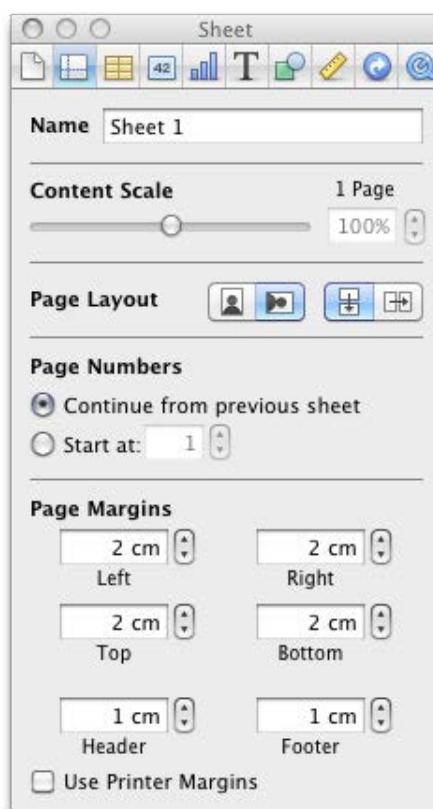 Sheet
42
T
Name Sheet 1
Content Scale 1 Page
100%
Page Layout
Page Numbers
Continue from previous sheet
Start at: 1
Page Margins
2 cm 2 cm
Left Right
2 cm 2 cm
Top Bottom
1 cm 1 cm
Header Footer
Use Printer Margins